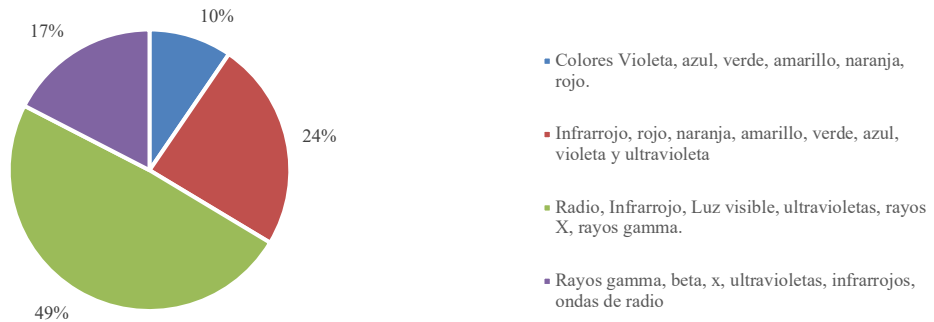 10%
17%
24%
49%
Colores Violeta, azul, verde, amarillo, naranja,
rojo.
Infrarrojo, rojo, naranja, amarillo, verde, azul,
violeta y ultravioleta
Radio, Infrarrojo, Luz visible, ultravioletas, rayos
X, rayos gamma.
Rayos gamma, beta, x, ultravioletas, infrarrojos,
ondas de radio